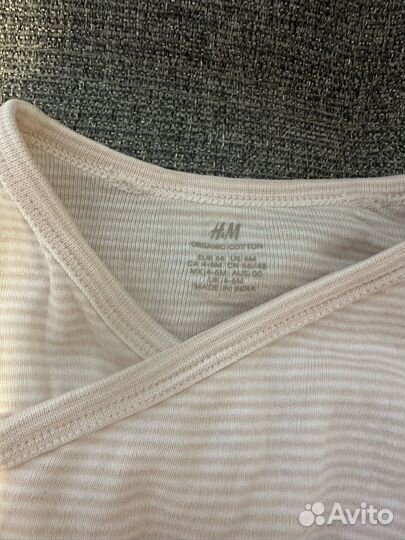 H&M
ORGANIC COTTON
EUR 68 US 6M
CA 4-6M CN 66/48
MX 4-6M AUS 00
UK 4-6M
MADE IN INDIA
Avito